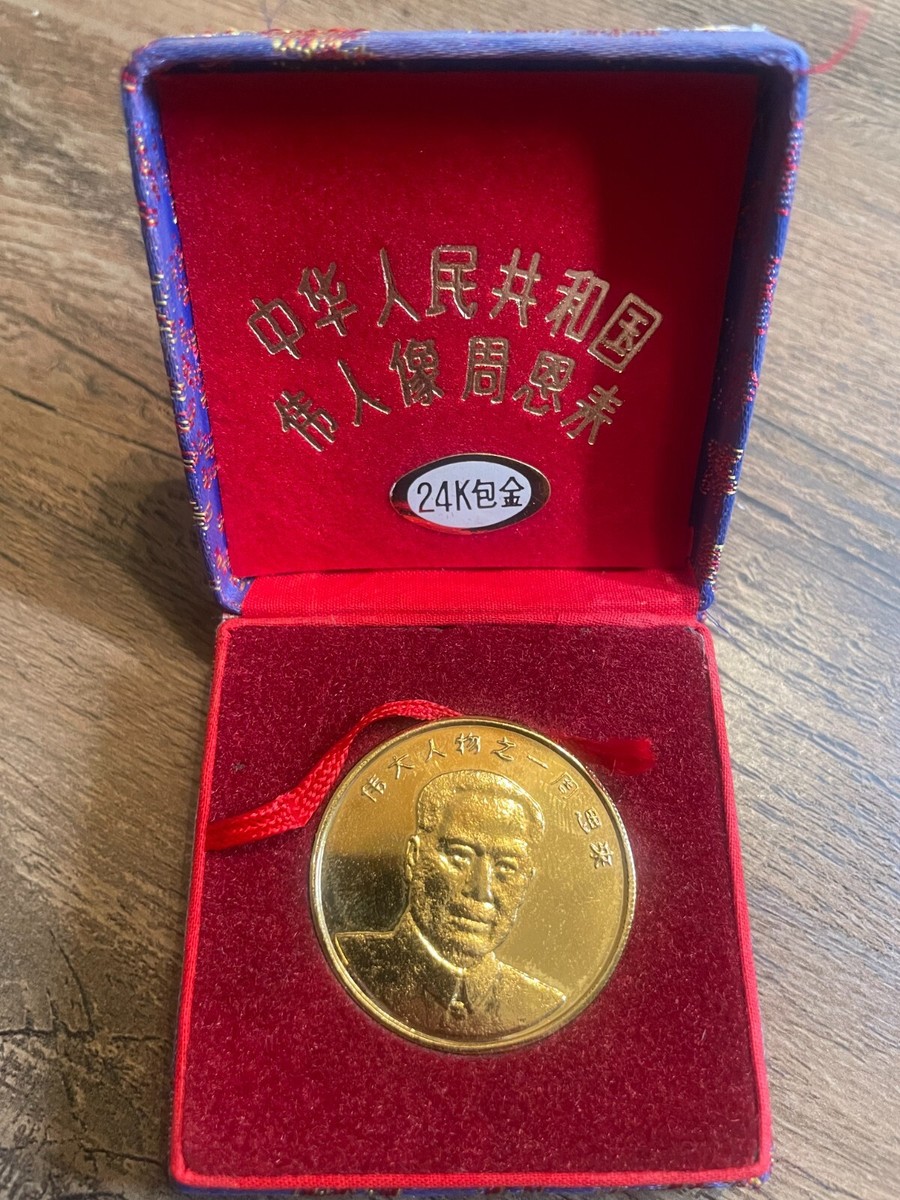 中华人民共和国
伟人像周恩来
24K包金
伟大人物之一周恩来